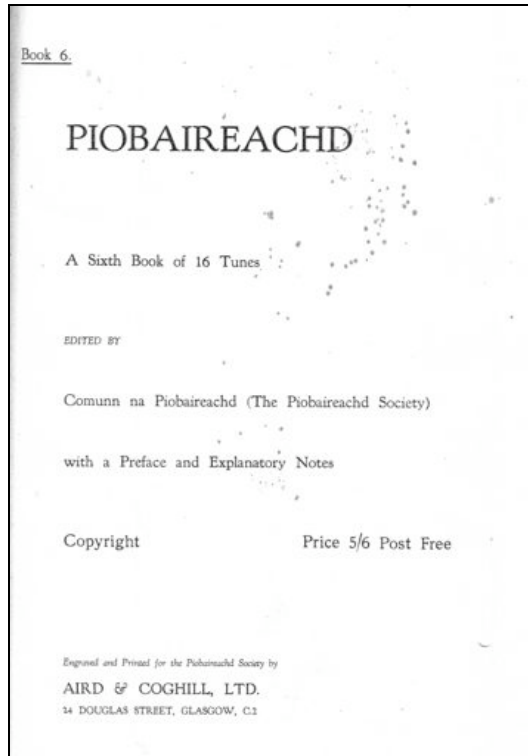 Book 6.
PIOBAIREACHD
A Sixth Book of 16 Tunes
EDITED BY
Comunn na Piobaireachd (The Piobaireachd Society)
with a Preface and Explanatory Notes
Copyright Price 5/6 Post Free
Engraved and Printed for the Piobaireachd Society by
AIRD & COGHILL, LTD.
24 DOUGLAS STREET, GLASGOW, C.2